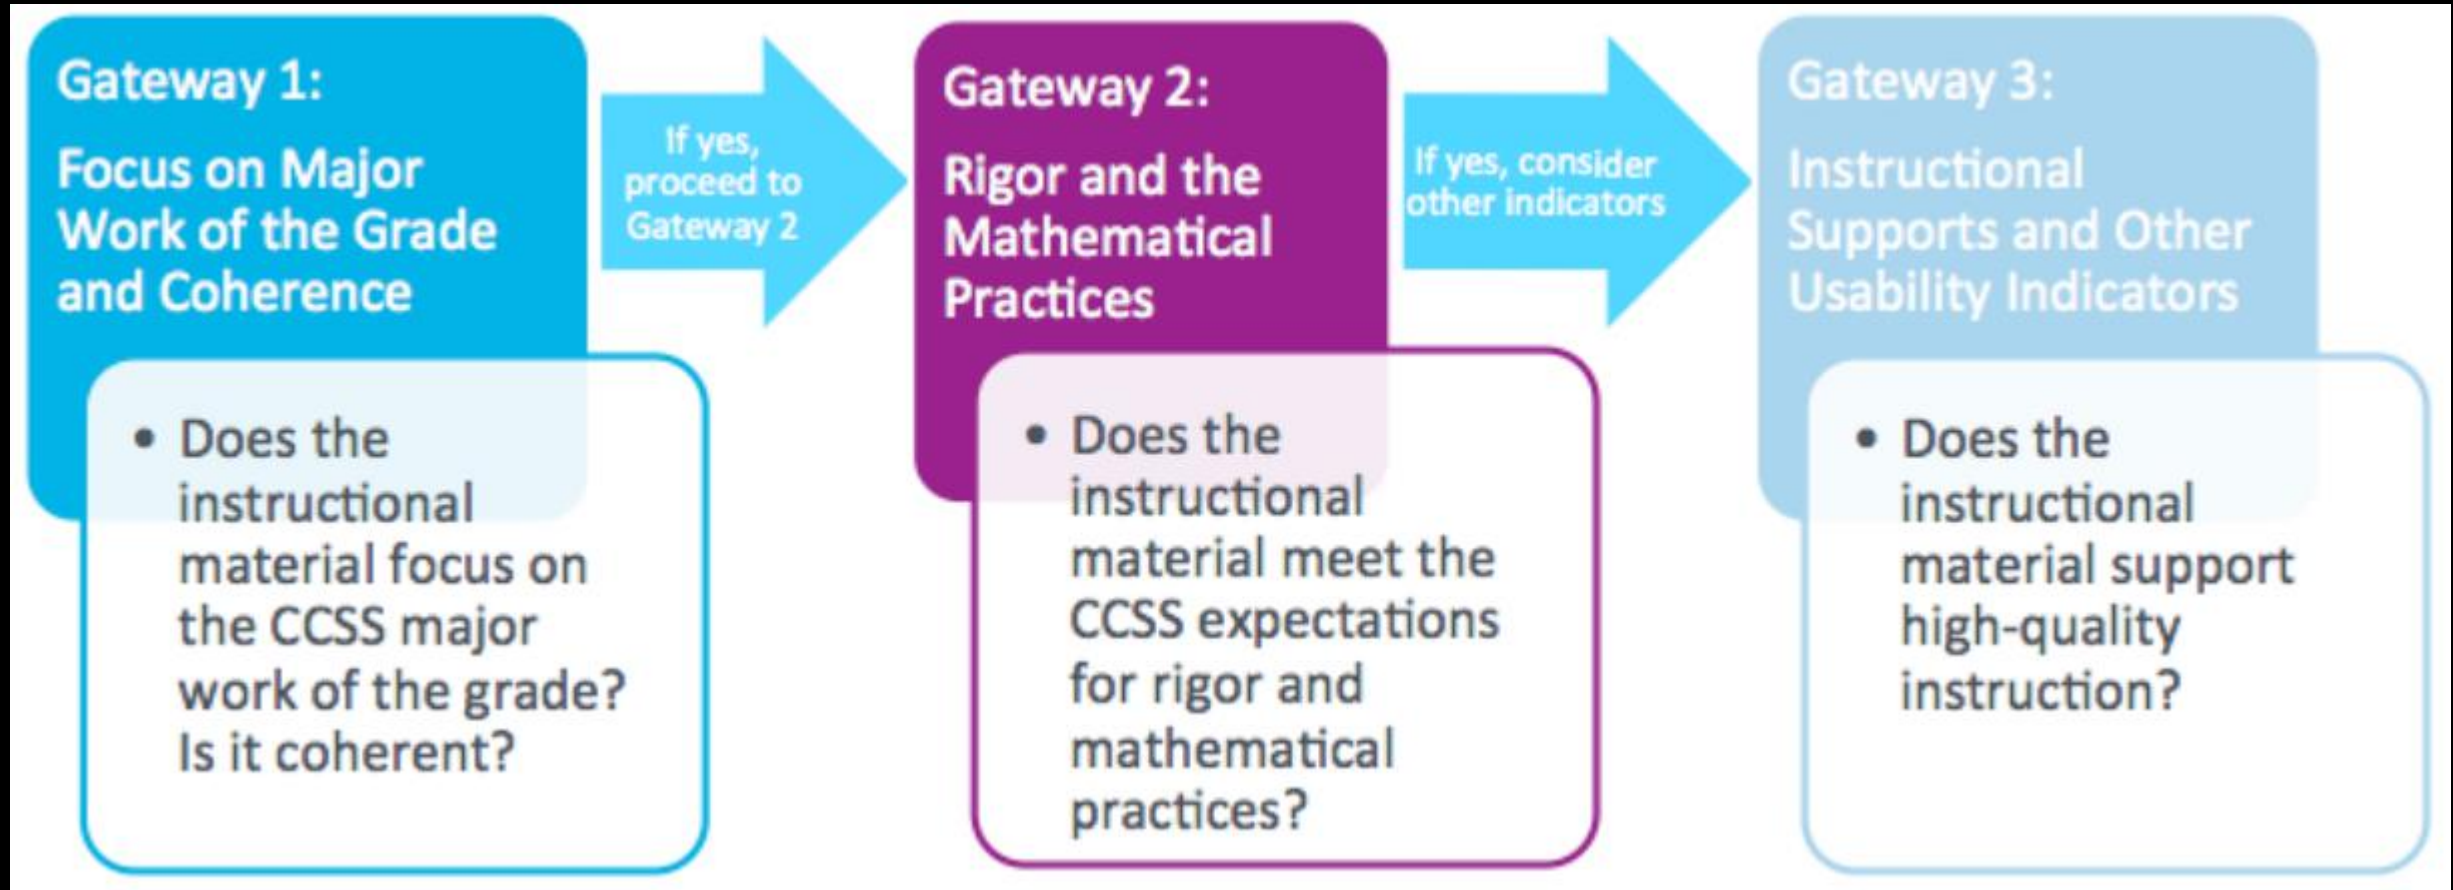 Gateway 1:
Focus on Major
Work of the Grade
and Coherence
• Does the
instructional
material focus on
the CCSS major
work of the grade?
Is it coherent?
If yes,
proceed to
Gateway 2
Gateway 2:
Rigor and the
Mathematical
Practices
• Does the
instructional
material meet the
CCSS expectations
for rigor and
mathematical
practices?
If yes, consider
other indicators
Gateway 3:
Instructional
Supports and Other
Usability Indicators
• Does the
instructional
material support
high-quality
instruction?